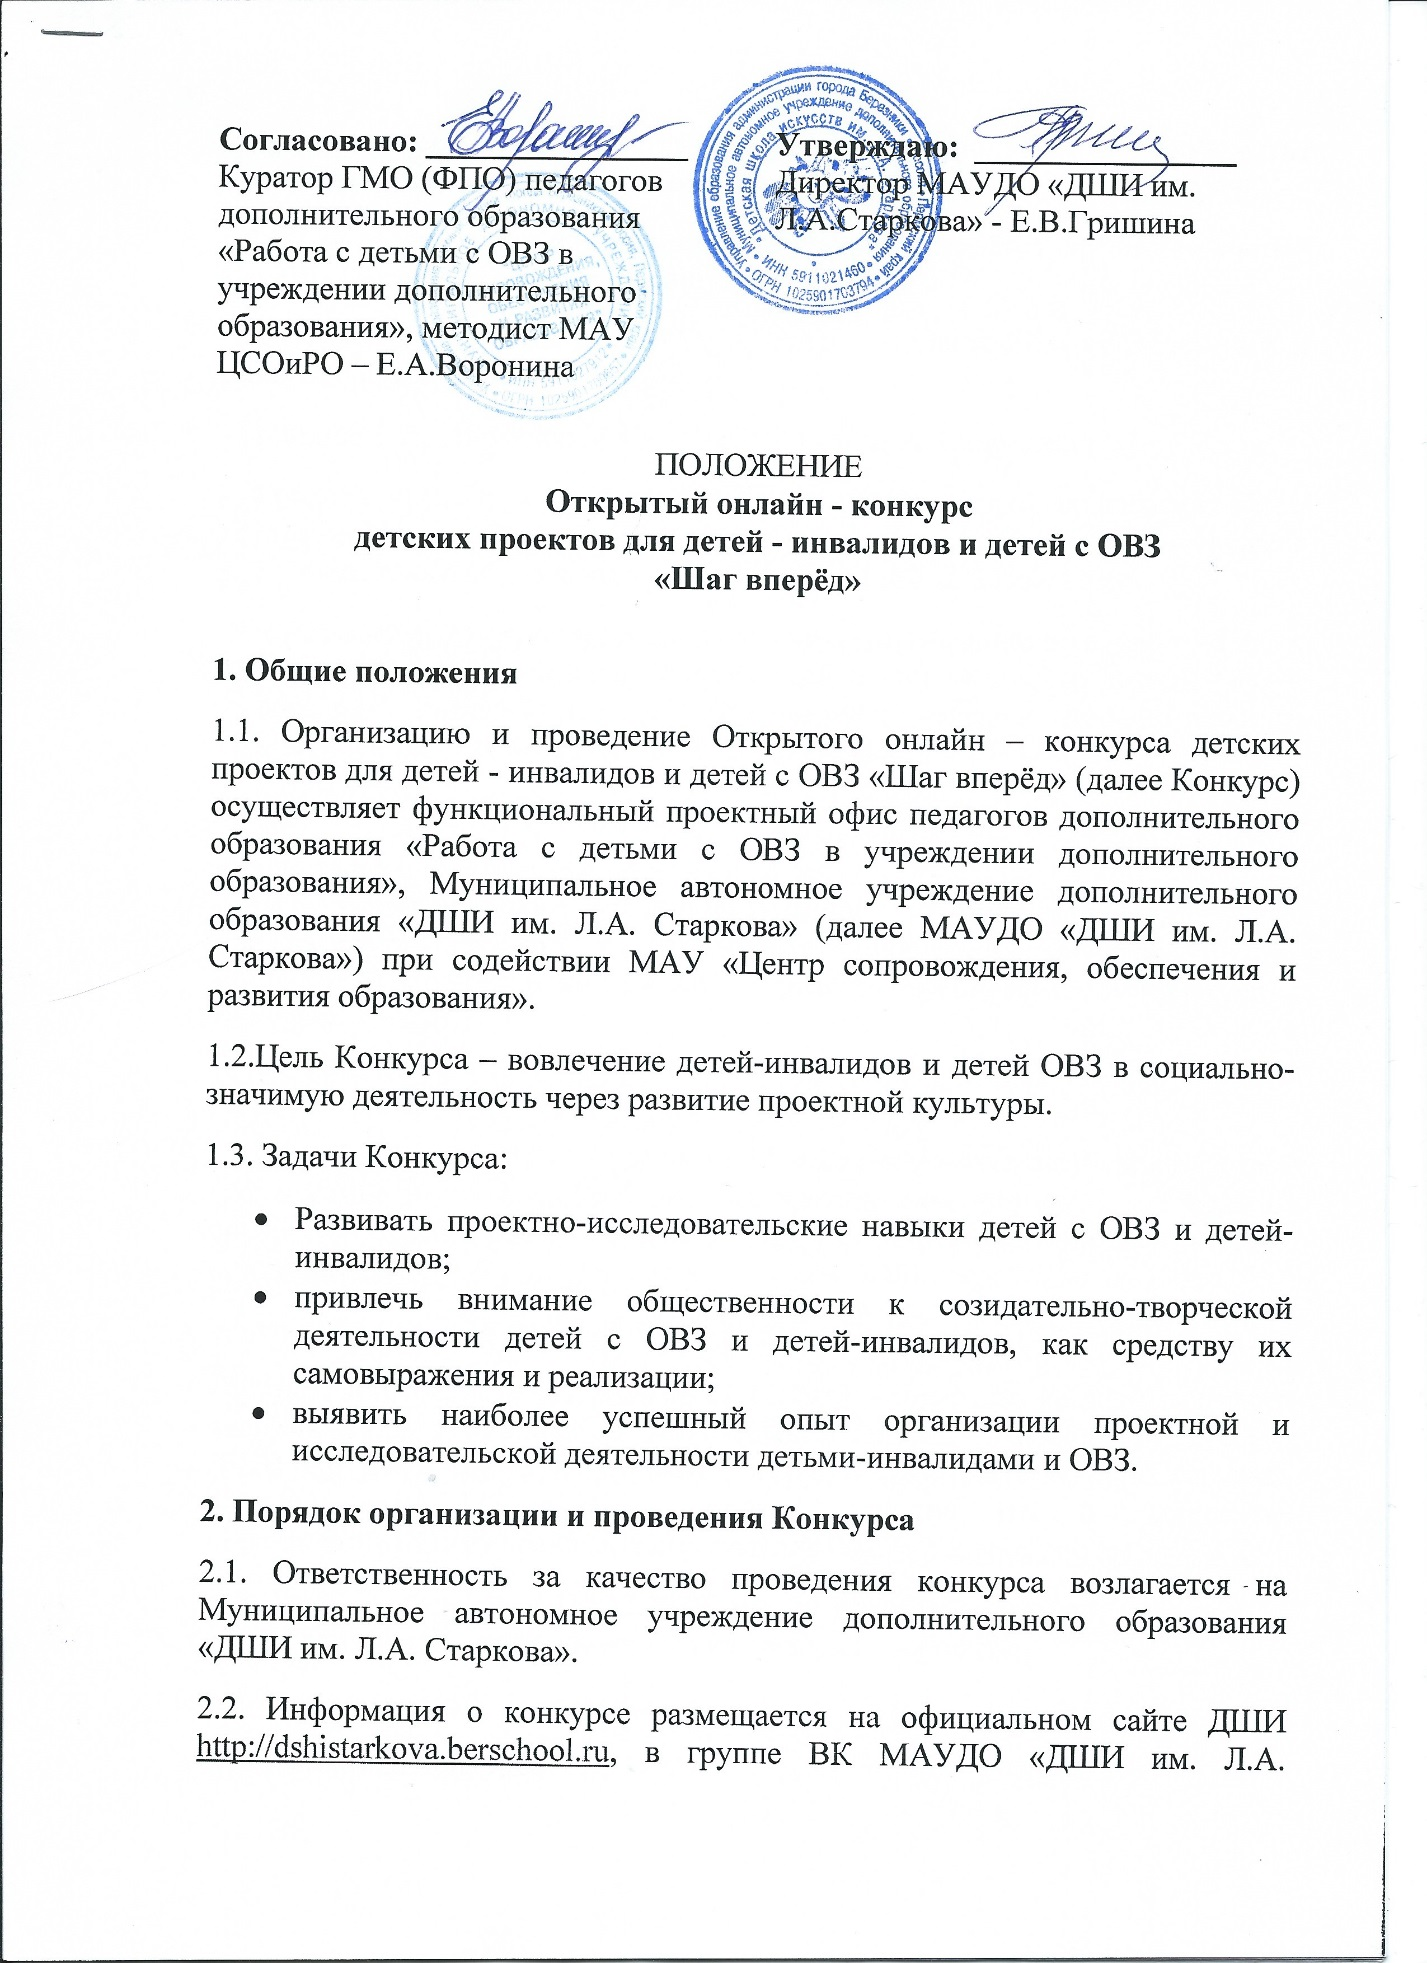 Согласовано:
Куратор ГМО (ФПО) педагогов
дополнительного образования
«Работа с детьми с ОВЗ в
учреждении дополнительного
образования», методист МАУ
ЦСОиРО – Е.А.Воронина
Утверждаю:
Директор МАУДО «ДШИ им.
Л.А.Старкова» - Е.В.Гришина
ИНН 5911021460
ОГРН 1025901703794
ПОЛОЖЕНИЕ
Открытый онлайн - конкурс
детских проектов для детей - инвалидов и детей с ОВЗ
«Шаг вперёд»
1. Общие положения
1.1. Организацию и проведение Открытого онлайн – конкурса детских
проектов для детей - инвалидов и детей с ОВЗ «Шаг вперёд» (далее Конкурс)
осуществляет функциональный проектный офис педагогов дополнительного
образования «Работа с детьми с ОВЗ в учреждении дополнительного
образования», Муниципальное автономное учреждение дополнительного
образования «ДШИ им. Л.А. Старкова» (далее МАУДО «ДШИ им. Л.А.
Старкова») при содействии МАУ «Центр сопровождения, обеспечения и
развития образования».
1.2.Цель Конкурса – вовлечение детей-инвалидов и детей ОВЗ в социально-
значимую деятельность через развитие проектной культуры.
1.3. Задачи Конкурса:
• Развивать проектно-исследовательские навыки детей с ОВЗ и детей-
инвалидов;
• привлечь внимание общественности к созидательно-творческой
деятельности детей с ОВЗ и детей-инвалидов, как средству их
самовыражения и реализации;
• выявить наиболее успешный опыт организации проектной и
исследовательской деятельности детьми-инвалидами и ОВЗ.
2. Порядок организации и проведения Конкурса
2.1. Ответственность за качество проведения конкурса возлагается на
Муниципальное автономное учреждение дополнительного образования
«ДШИ им. Л.А. Старкова».
2.2. Информация о конкурсе размещается на официальном сайте ДШИ
http://dshistarkova.berschool.ru, в группе ВК МАУДО «ДШИ им. Л.А.